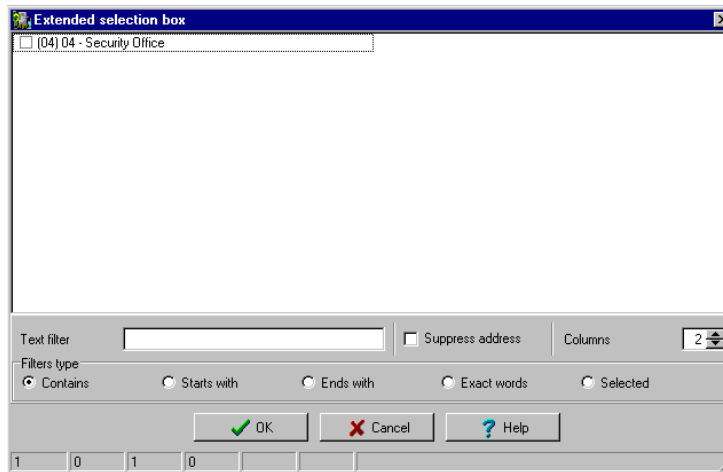 Extended selection box
(04) 04 - Security Office
Text filter Suppress address Columns 2
Filters type
Contains Starts with Ends with Exact words Selected
OK Cancel ? Help
1 0 1 0